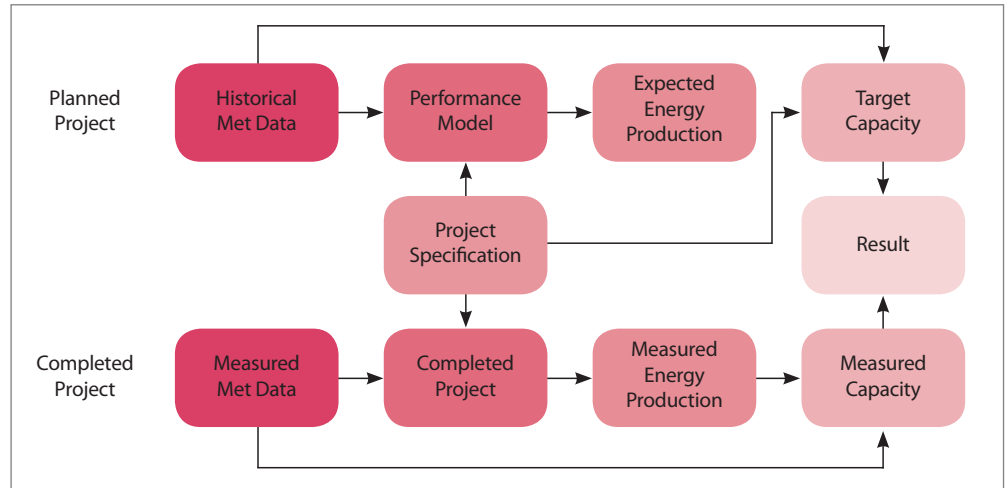 Planned
Project
Historical
Met Data
Performance
Model
Expected
Energy
Production
Target
Capacity
Project
Specification
Result
Completed
Project
Measured
Met Data
Completed
Project
Measured
Energy
Production
Measured
Capacity